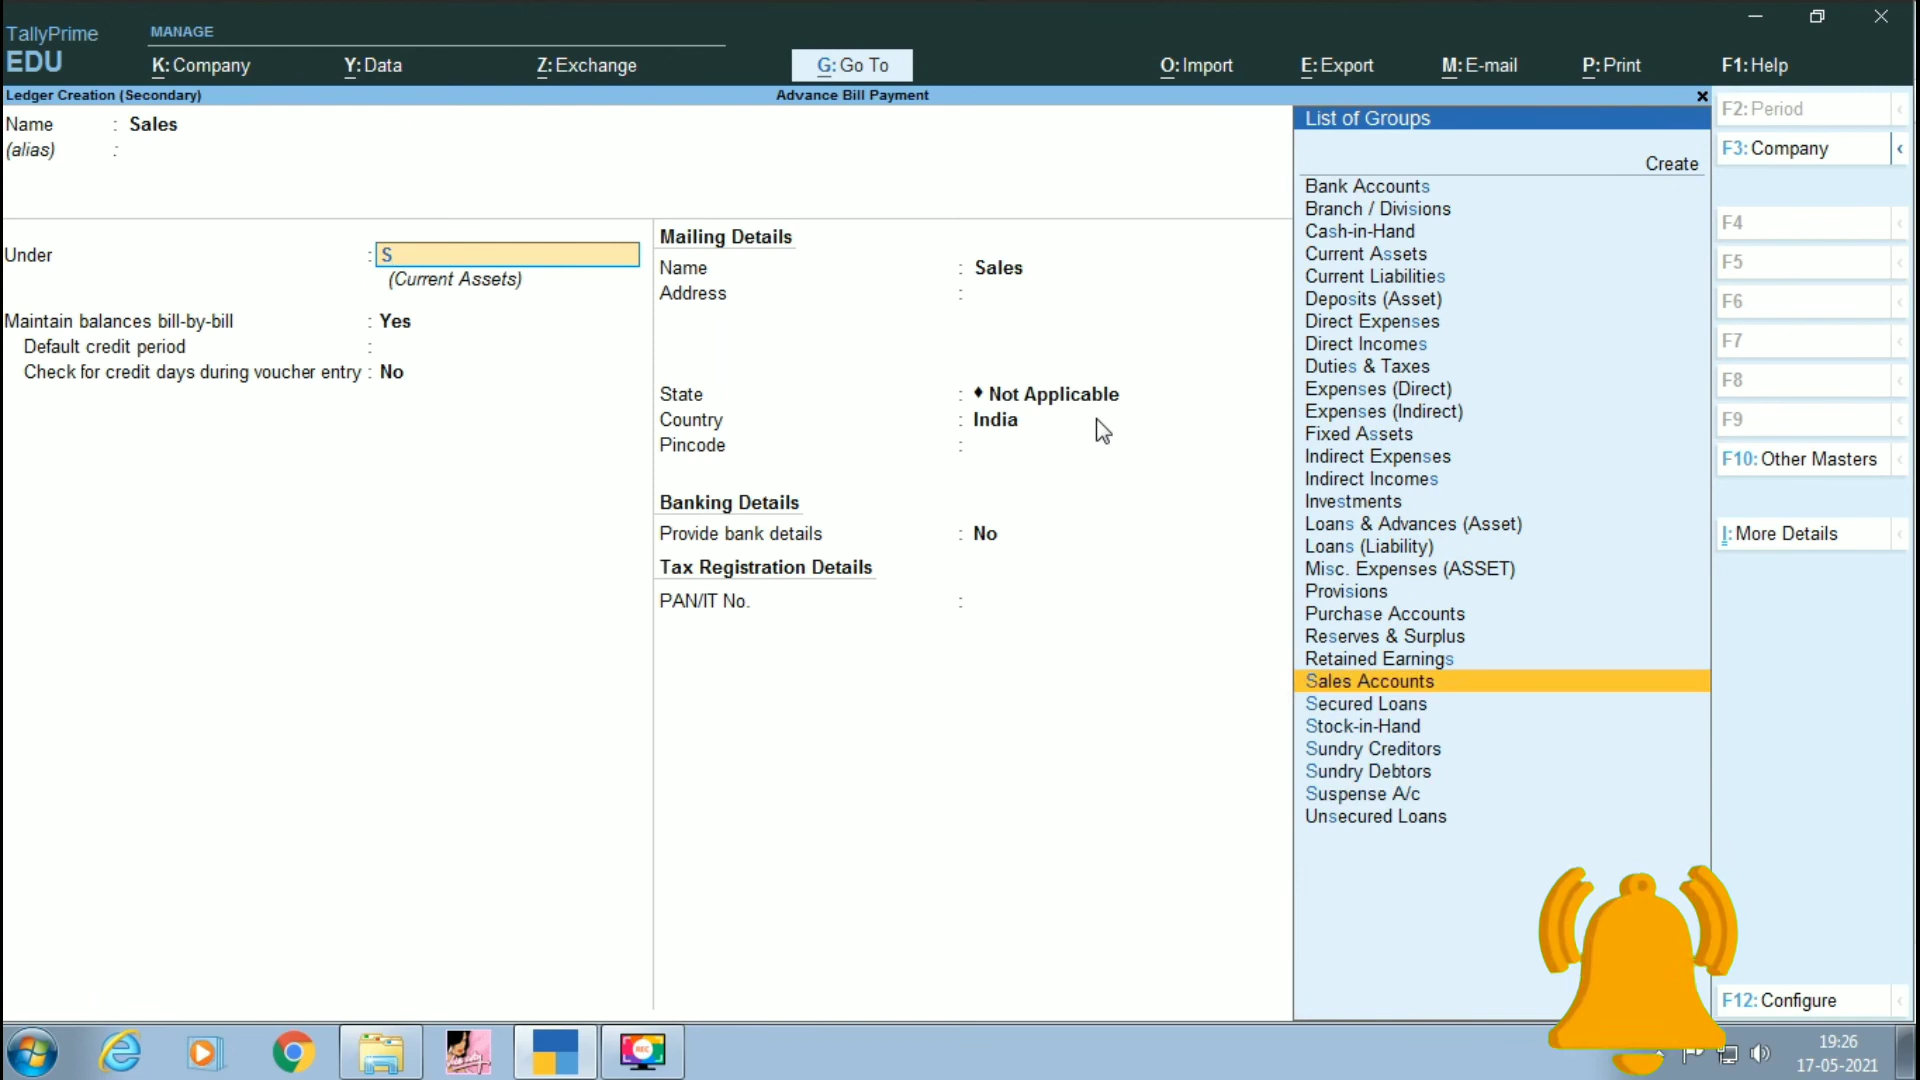 TallyPrime
EDU
MANAGE
K: Company
Y: Data
Z: Exchange
G: Go To
O: Import
E: Export
M: E-mail
P: Print
F1: Help
Ledger Creation (Secondary)
Advance Bill Payment
Name : Sales
(alias) :
Under : S
(Current Assets)
Maintain balances bill-by-bill : Yes
Default credit period :
Check for credit days during voucher entry : No
Mailing Details
Name : Sales
Address :
State : ♦ Not Applicable
Country : India
Pincode :
Banking Details
Provide bank details : No
Tax Registration Details
PAN/IT No. :
List of Groups
Create
Bank Accounts
Branch / Divisions
Cash-in-Hand
Current Assets
Current Liabilities
Deposits (Asset)
Direct Expenses
Direct Incomes
Duties & Taxes
Expenses (Direct)
Expenses (Indirect)
Fixed Assets
Indirect Expenses
Indirect Incomes
Investments
Loans & Advances (Asset)
Loans (Liability)
Misc. Expenses (ASSET)
Provisions
Purchase Accounts
Reserves & Surplus
Retained Earnings
Sales Accounts
Secured Loans
Stock-in-Hand
Sundry Creditors
Sundry Debtors
Suspense A/c
Unsecured Loans
F2: Period
F3: Company
F4
F5
F6
F7
F8
F9
F10: Other Masters
I: More Details
F12: Configure
REC
19:26
17-05-2021